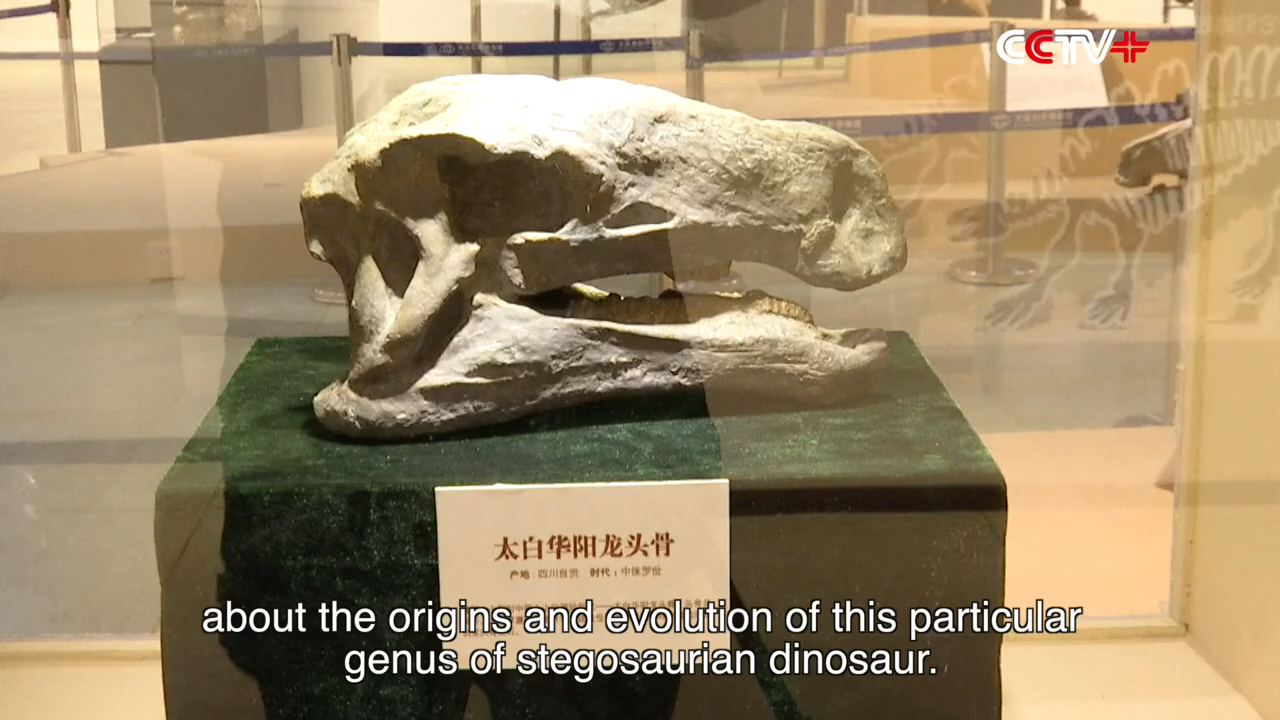 CCTV+
太白华阳龙头骨
产地：四川自贡 时代：中侏罗世
about the origins and evolution of this particular
genus of stegosaurian dinosaur.